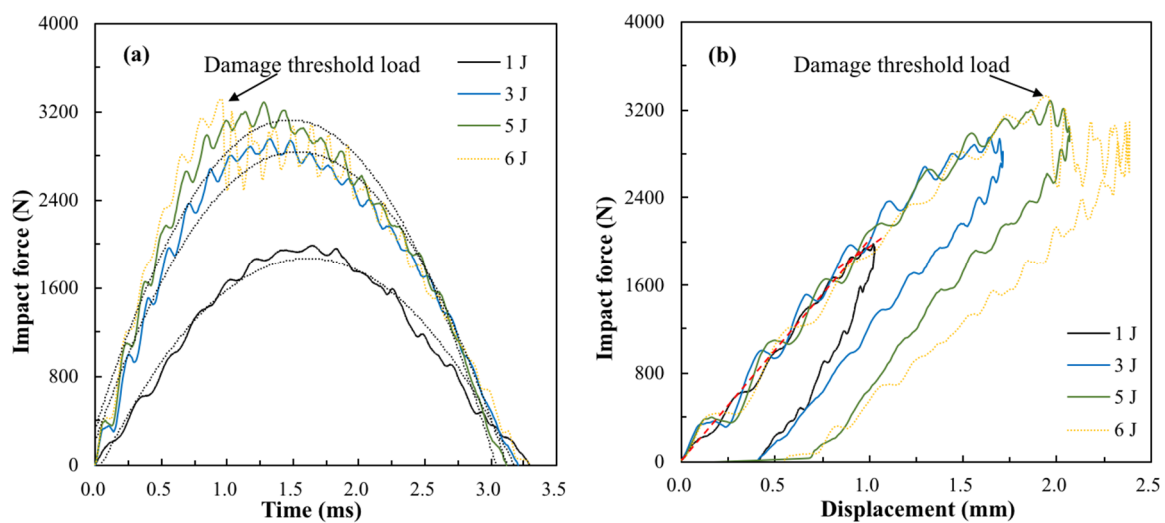 (a)
Damage threshold load
1 J
3 J
5 J
6 J
4000
3200
2400
1600
800
0
Impact force (N)
0.0 0.5 1.0 1.5 2.0 2.5 3.0 3.5
Time (ms)
(b)
Damage threshold load
1 J
3 J
5 J
6 J
4000
3200
2400
1600
800
0
Impact force (N)
0.0 0.5 1.0 1.5 2.0 2.5
Displacement (mm)